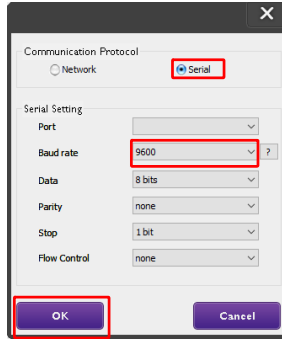 Communication Protocol
Network Serial
Serial Setting
Port
Baud rate 9600 ?
Data 8 bits
Parity none
Stop 1 bit
Flow Control none
OK Cancel